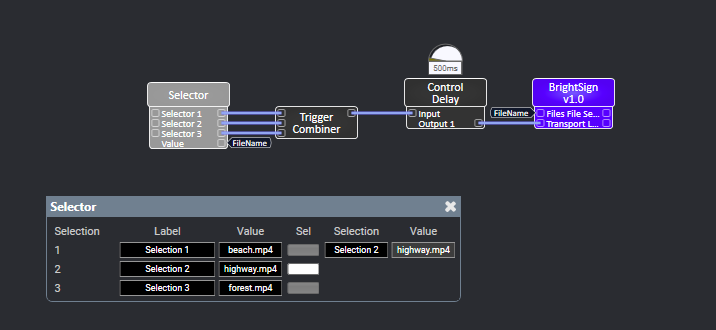 500ms
Selector
Selector 1
Selector 2
Selector 3
Value
FileName
Trigger
Combiner
Control
Delay
Input
Output 1
FileName
BrightSign
v1.0
Files File Se...
Transport L...
Selector
Selection Label Value Sel Selection Value
1 Selection 1 beach.mp4 Selection 2 highway.mp4
2 Selection 2 highway.mp4
3 Selection 3 forest.mp4